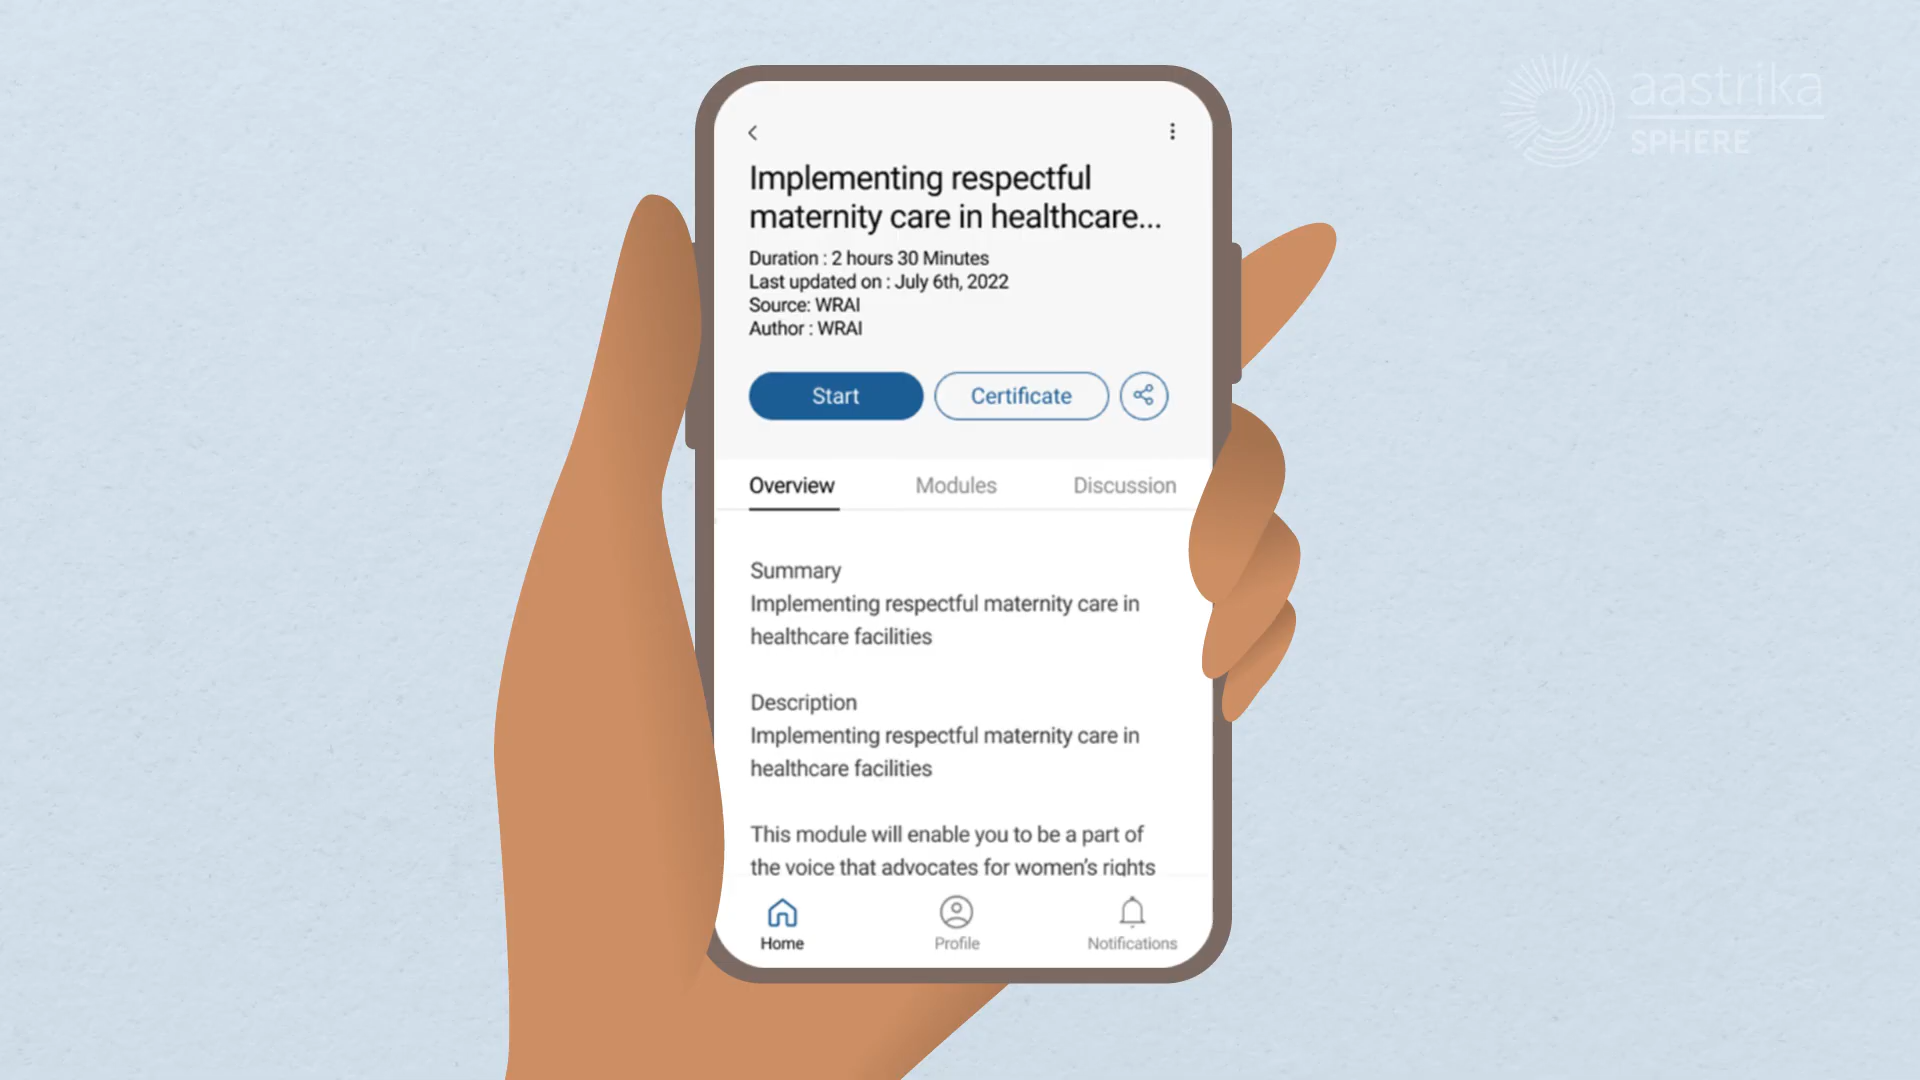 aastrika
SPHERE
Implementing respectful
maternity care in healthcare...
Duration : 2 hours 30 Minutes
Last updated on : July 6th, 2022
Source: WRAI
Author : WRAI
Start
Certificate
Overview
Modules
Discussion
Summary
Implementing respectful maternity care in
healthcare facilities
Description
Implementing respectful maternity care in
healthcare facilities
This module will enable you to be a part of
the voice that advocates for women's rights
Home
Profile
Notifications